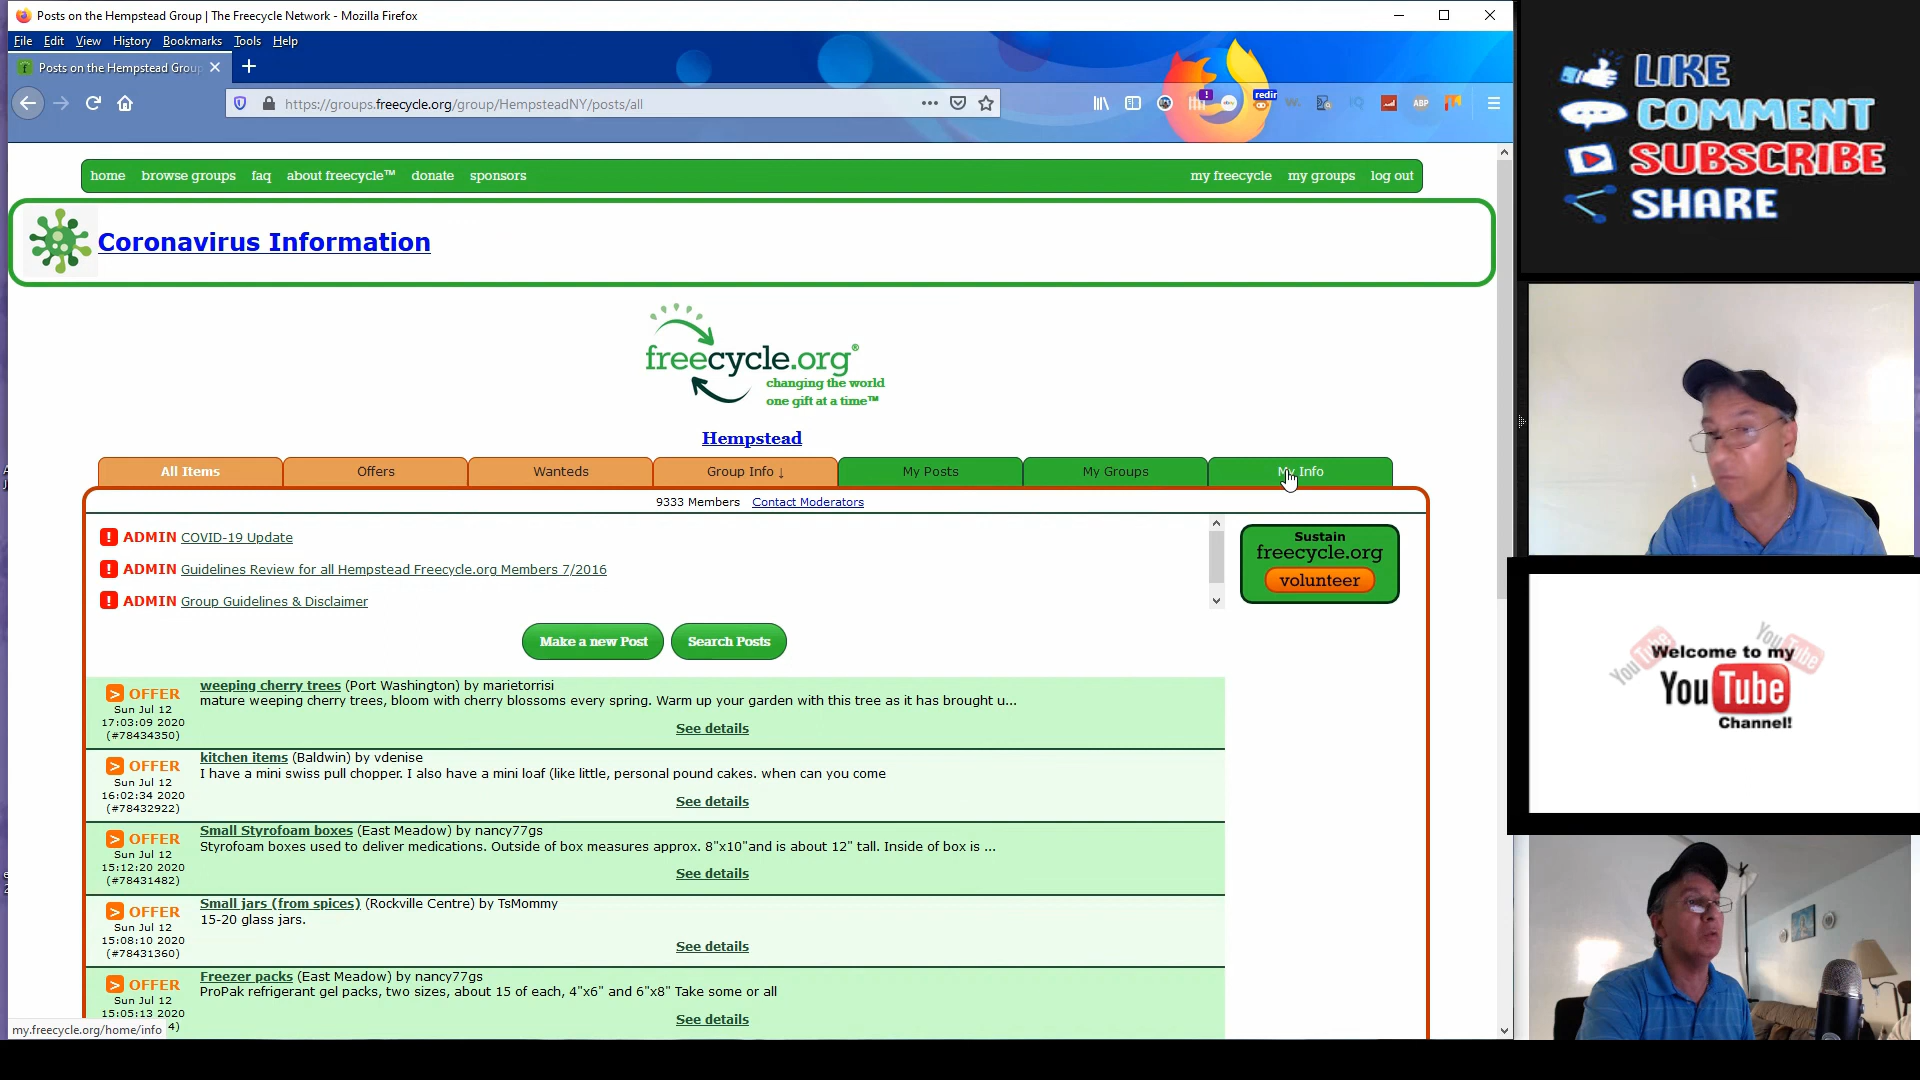 Posts on the Hempstead Group | The Freecycle Network - Mozilla Firefox
File Edit View History Bookmarks Tools Help
Posts on the Hempstead Group
https://groups.freecycle.org/group/HempsteadNY/posts/all
redir
ABP
home browse groups faq about freecycle™ donate sponsors my freecycle my groups log out
Coronavirus Information
freecycle.org®
changing the world
one gift at a time™
Hempstead
All Items Offers Wanteds Group Info ↓ My Posts My Groups My Info
9333 Members Contact Moderators
! ADMIN COVID-19 Update
! ADMIN Guidelines Review for all Hempstead Freecycle.org Members 7/2016
! ADMIN Group Guidelines & Disclaimer
Sustain
freecycle.org
volunteer
Make a new Post Search Posts
> OFFER
Sun Jul 12
17:03:09 2020
(#78434350)
weeping cherry trees (Port Washington) by marietorrisi
mature weeping cherry trees, bloom with cherry blossoms every spring. Warm up your garden with this tree as it has brought u...
See details
> OFFER
Sun Jul 12
16:02:34 2020
(#78432922)
kitchen items (Baldwin) by vdenise
I have a mini swiss pull chopper. I also have a mini loaf (like little, personal pound cakes. when can you come
See details
> OFFER
Sun Jul 12
15:12:20 2020
(#78431482)
Small Styrofoam boxes (East Meadow) by nancy77gs
Styrofoam boxes used to deliver medications. Outside of box measures approx. 8"x10"and is about 12" tall. Inside of box is ...
See details
> OFFER
Sun Jul 12
15:08:10 2020
(#78431360)
Small jars (from spices) (Rockville Centre) by TsMommy
15-20 glass jars.
See details
> OFFER
Sun Jul 12
15:05:13 2020
4)
Freezer packs (East Meadow) by nancy77gs
ProPak refrigerant gel packs, two sizes, about 15 of each, 4"x6" and 6"x8" Take some or all
See details
my.freecycle.org/home/info
LIKE
COMMENT
SUBSCRIBE
SHARE
You Tube
You Tube
Welcome to my
YouTube
Channel!